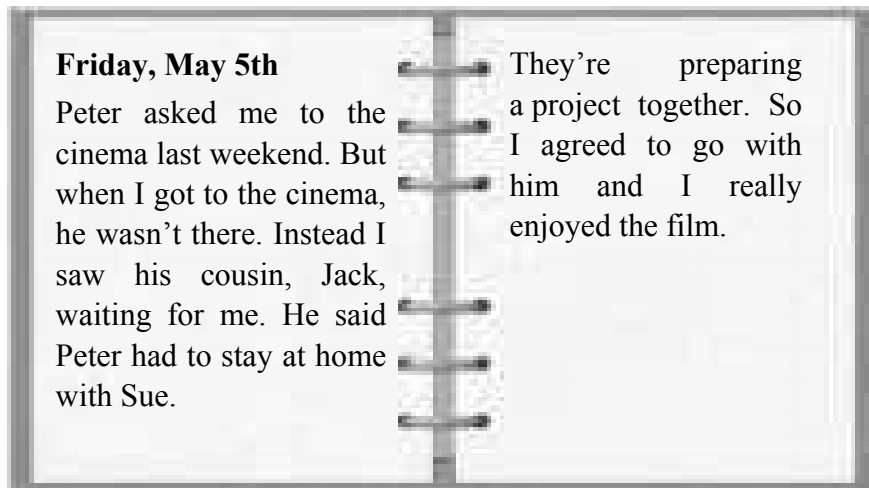 Friday, May 5th
Peter asked me to the
cinema last weekend. But
when I got to the cinema,
he wasn’t there. Instead I
saw his cousin, Jack,
waiting for me. He said
Peter had to stay at home
with Sue.
They’re preparing
a project together. So
I agreed to go with
him and I really
enjoyed the film.